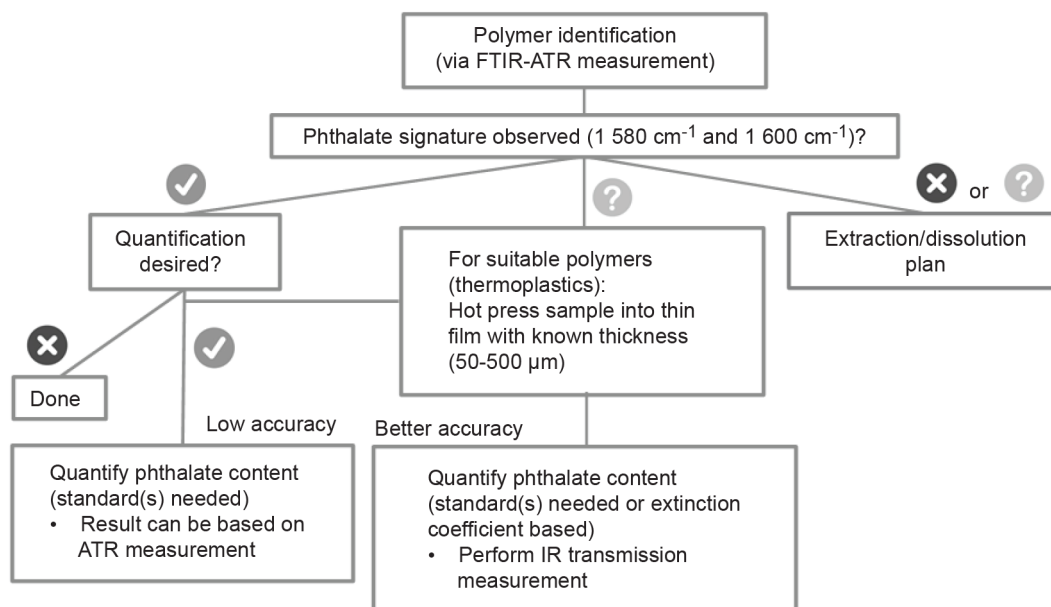 Polymer identification
(via FTIR-ATR measurement)
Phthalate signature observed (1 580 cm⁻¹ and 1 600 cm⁻¹)?
?
or ?
Quantification
desired?
For suitable polymers
(thermoplastics):
Hot press sample into thin
film with known thickness
(50-500 µm)
Extraction/dissolution
plan
Done
Low accuracy
Better accuracy
Quantify phthalate content
(standard(s) needed)
• Result can be based on
ATR measurement
Quantify phthalate content
(standard(s) needed or extinction
coefficient based)
• Perform IR transmission
measurement